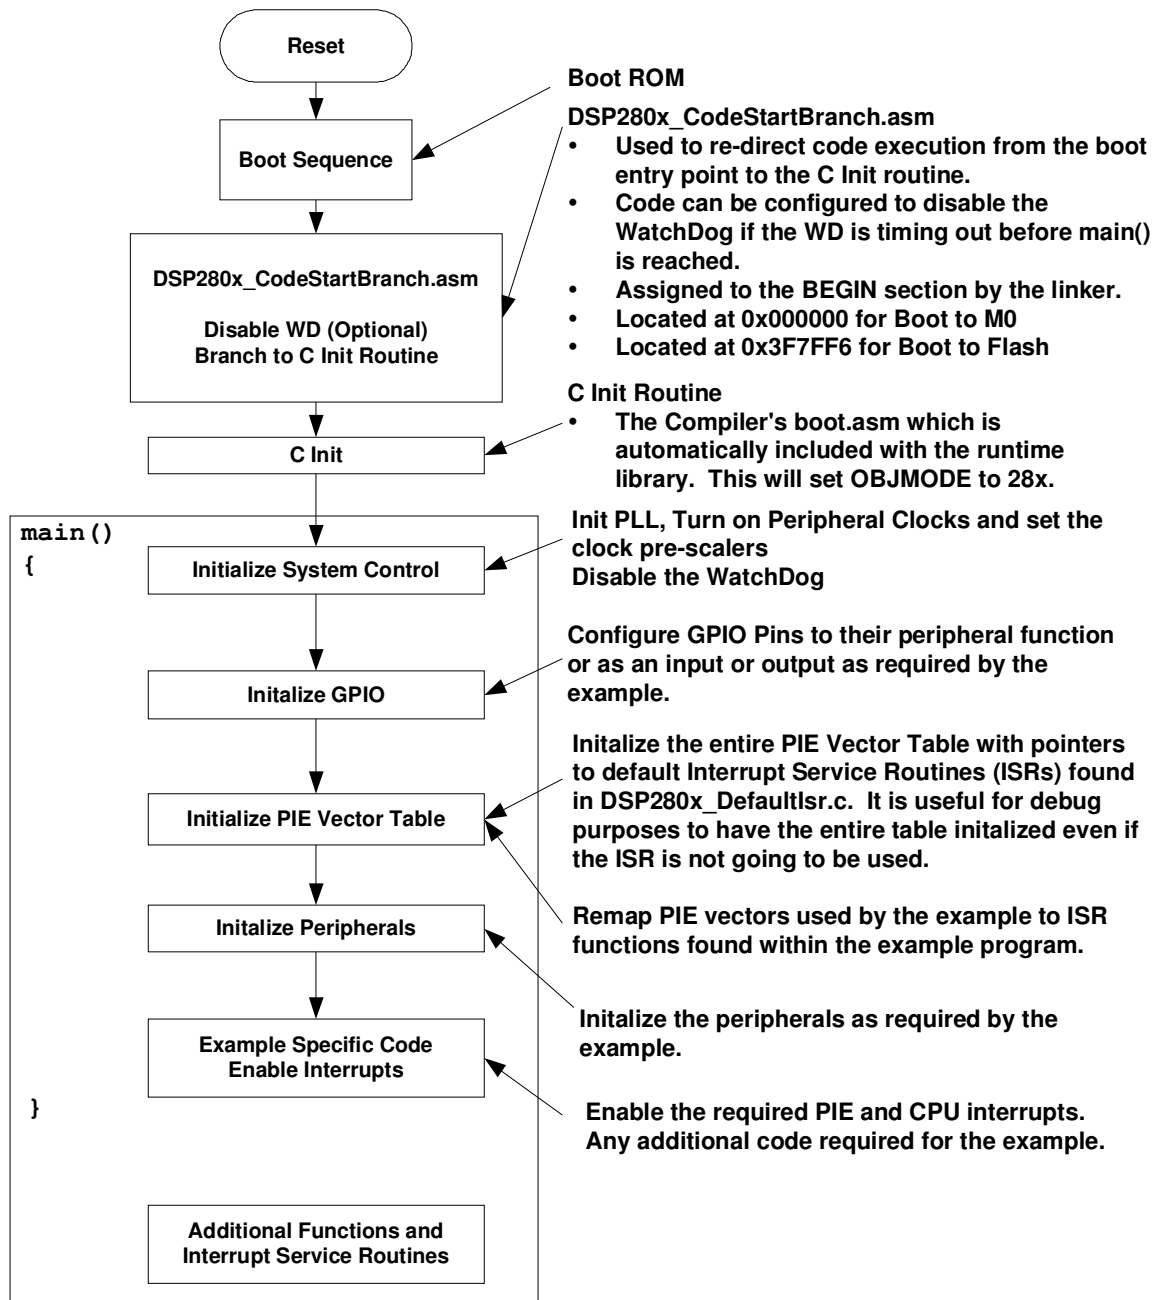 Reset
Boot Sequence
DSP280x_CodeStartBranch.asm
Disable WD (Optional)
Branch to C Init Routine
C Init
main()
{
Initialize System Control
Initalize GPIO
Initialize PIE Vector Table
Initalize Peripherals
Example Specific Code
Enable Interrupts
}
Additional Functions and
Interrupt Service Routines
Boot ROM
DSP280x_CodeStartBranch.asm
• Used to re-direct code execution from the boot
entry point to the C Init routine.
• Code can be configured to disable the
WatchDog if the WD is timing out before main()
is reached.
• Assigned to the BEGIN section by the linker.
• Located at 0x000000 for Boot to M0
• Located at 0x3F7FF6 for Boot to Flash
C Init Routine
• The Compiler's boot.asm which is
automatically included with the runtime
library. This will set OBJMODE to 28x.
Init PLL, Turn on Peripheral Clocks and set the
clock pre-scalers
Disable the WatchDog
Configure GPIO Pins to their peripheral function
or as an input or output as required by the
example.
Initalize the entire PIE Vector Table with pointers
to default Interrupt Service Routines (ISRs) found
in DSP280x_DefaultIsr.c. It is useful for debug
purposes to have the entire table initalized even if
the ISR is not going to be used.
Remap PIE vectors used by the example to ISR
functions found within the example program.
Initalize the peripherals as required by the
example.
Enable the required PIE and CPU interrupts.
Any additional code required for the example.